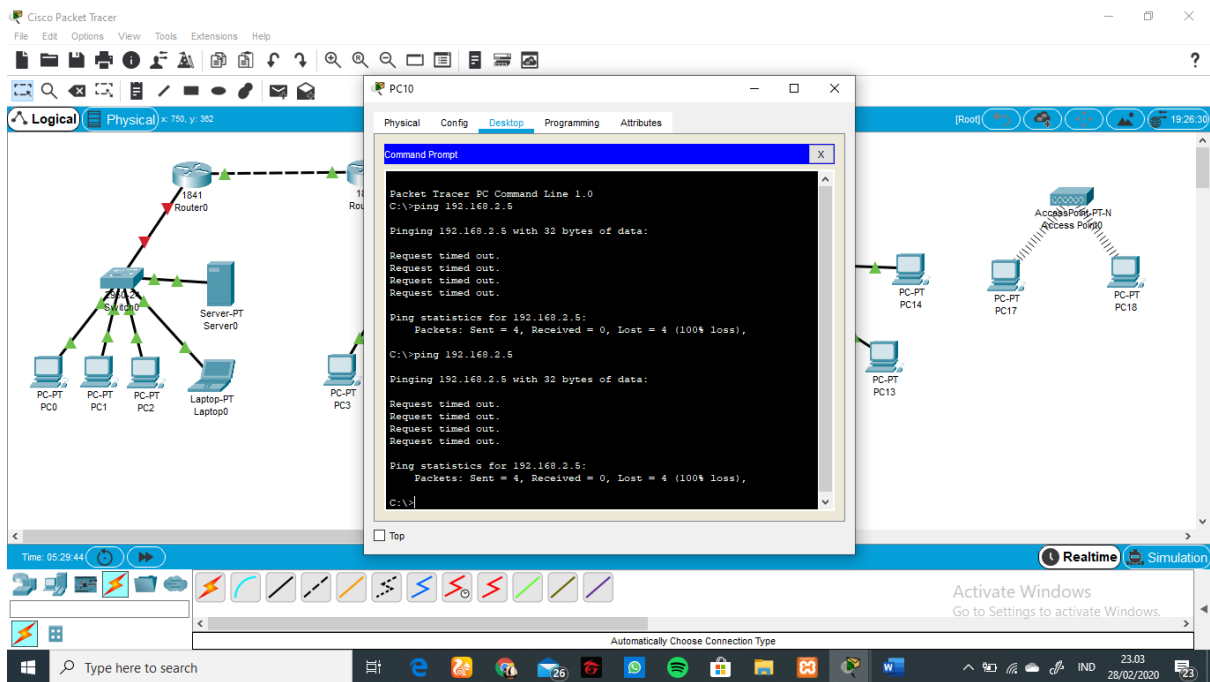 Cisco Packet Tracer
File Edit Options View Tools Extensions Help
?
Logical Physical x: 750, y: 362
[Root] 19:26:30
PC10
Physical Config Desktop Programming Attributes
Command Prompt X
Packet Tracer PC Command Line 1.0
C:\>ping 192.168.2.5
Pinging 192.168.2.5 with 32 bytes of data:
Request timed out.
Request timed out.
Request timed out.
Request timed out.
Ping statistics for 192.168.2.5:
Packets: Sent = 4, Received = 0, Lost = 4 (100% loss),
C:\>ping 192.168.2.5
Pinging 192.168.2.5 with 32 bytes of data:
Request timed out.
Request timed out.
Request timed out.
Request timed out.
Ping statistics for 192.168.2.5:
Packets: Sent = 4, Received = 0, Lost = 4 (100% loss),
C:\>
Top
1841
Router0
18
Rou
2950-24
Switch0
Server-PT
Server0
PC-PT
PC0
PC-PT
PC1
PC-PT
PC2
Laptop-PT
Laptop0
PC-PT
PC3
PC-PT
PC14
PC-PT
PC13
AccessPoint-PT-N
Access Point0
PC-PT
PC17
PC-PT
PC18
Time: 05:29:44
Realtime Simulation
Automatically Choose Connection Type
Activate Windows
Go to Settings to activate Windows.
Type here to search
26
W
IND
23.03
28/02/2020
23